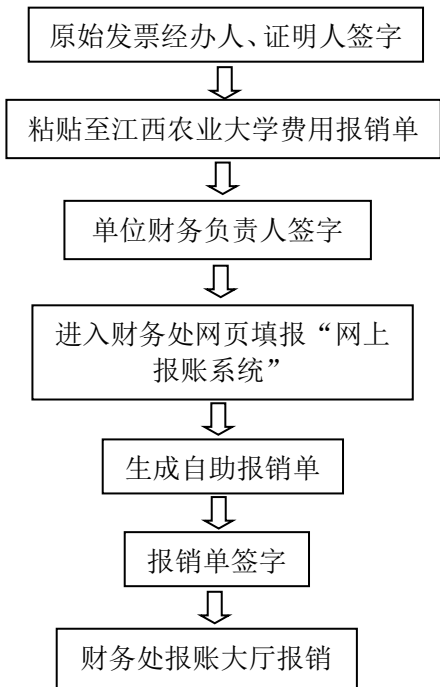 原始发票经办人、证明人签字
粘贴至江西农业大学费用报销单
单位财务负责人签字
进入财务处网页填报“网上
报账系统”
生成自助报销单
报销单签字
财务处报账大厅报销